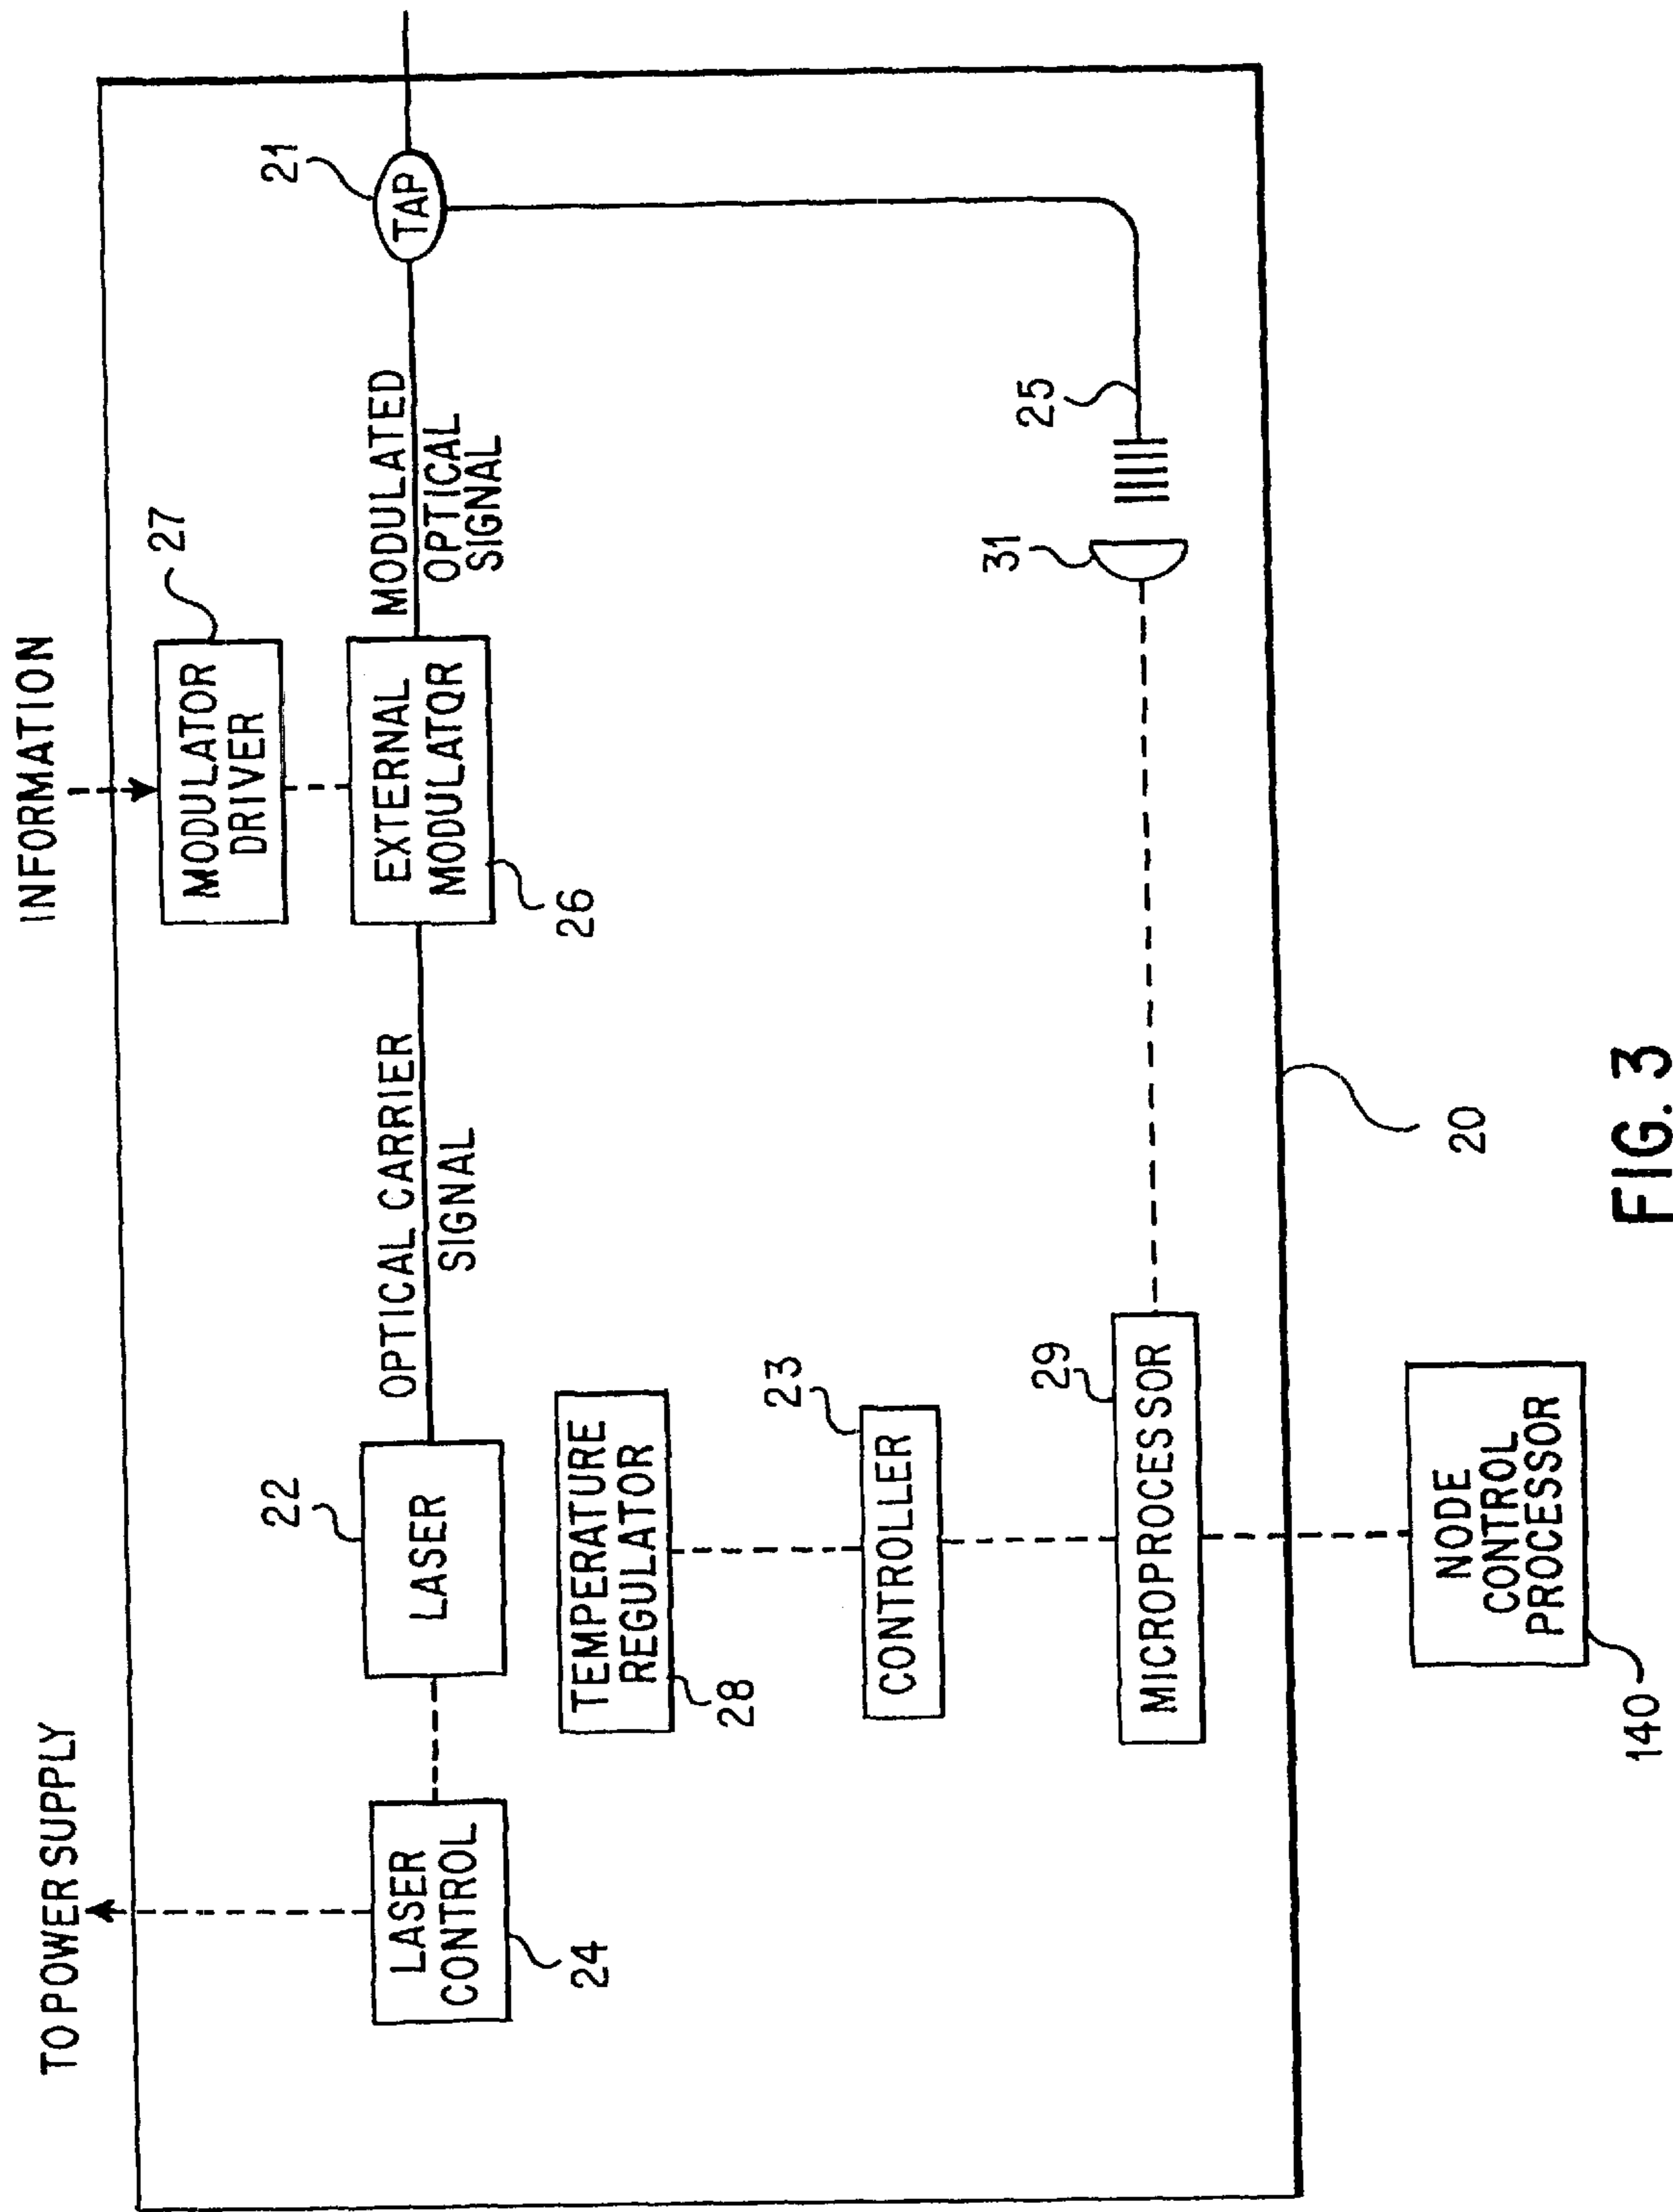 TO POWER SUPPLY
INFORMATION
27
MODULATOR
DRIVER
21
TAP
22
LASER
CONTROL
24
LASER
OPTICAL CARRIER
SIGNAL
EXTERNAL
MODULATOR
26
MODULATED
OPTICAL
SIGNAL
TEMPERATURE
REGULATOR
28
23
CONTROLLER
29
MICROPROCESSOR
31
25
20
NODE
CONTROL
PROCESSOR
140
FIG. 3